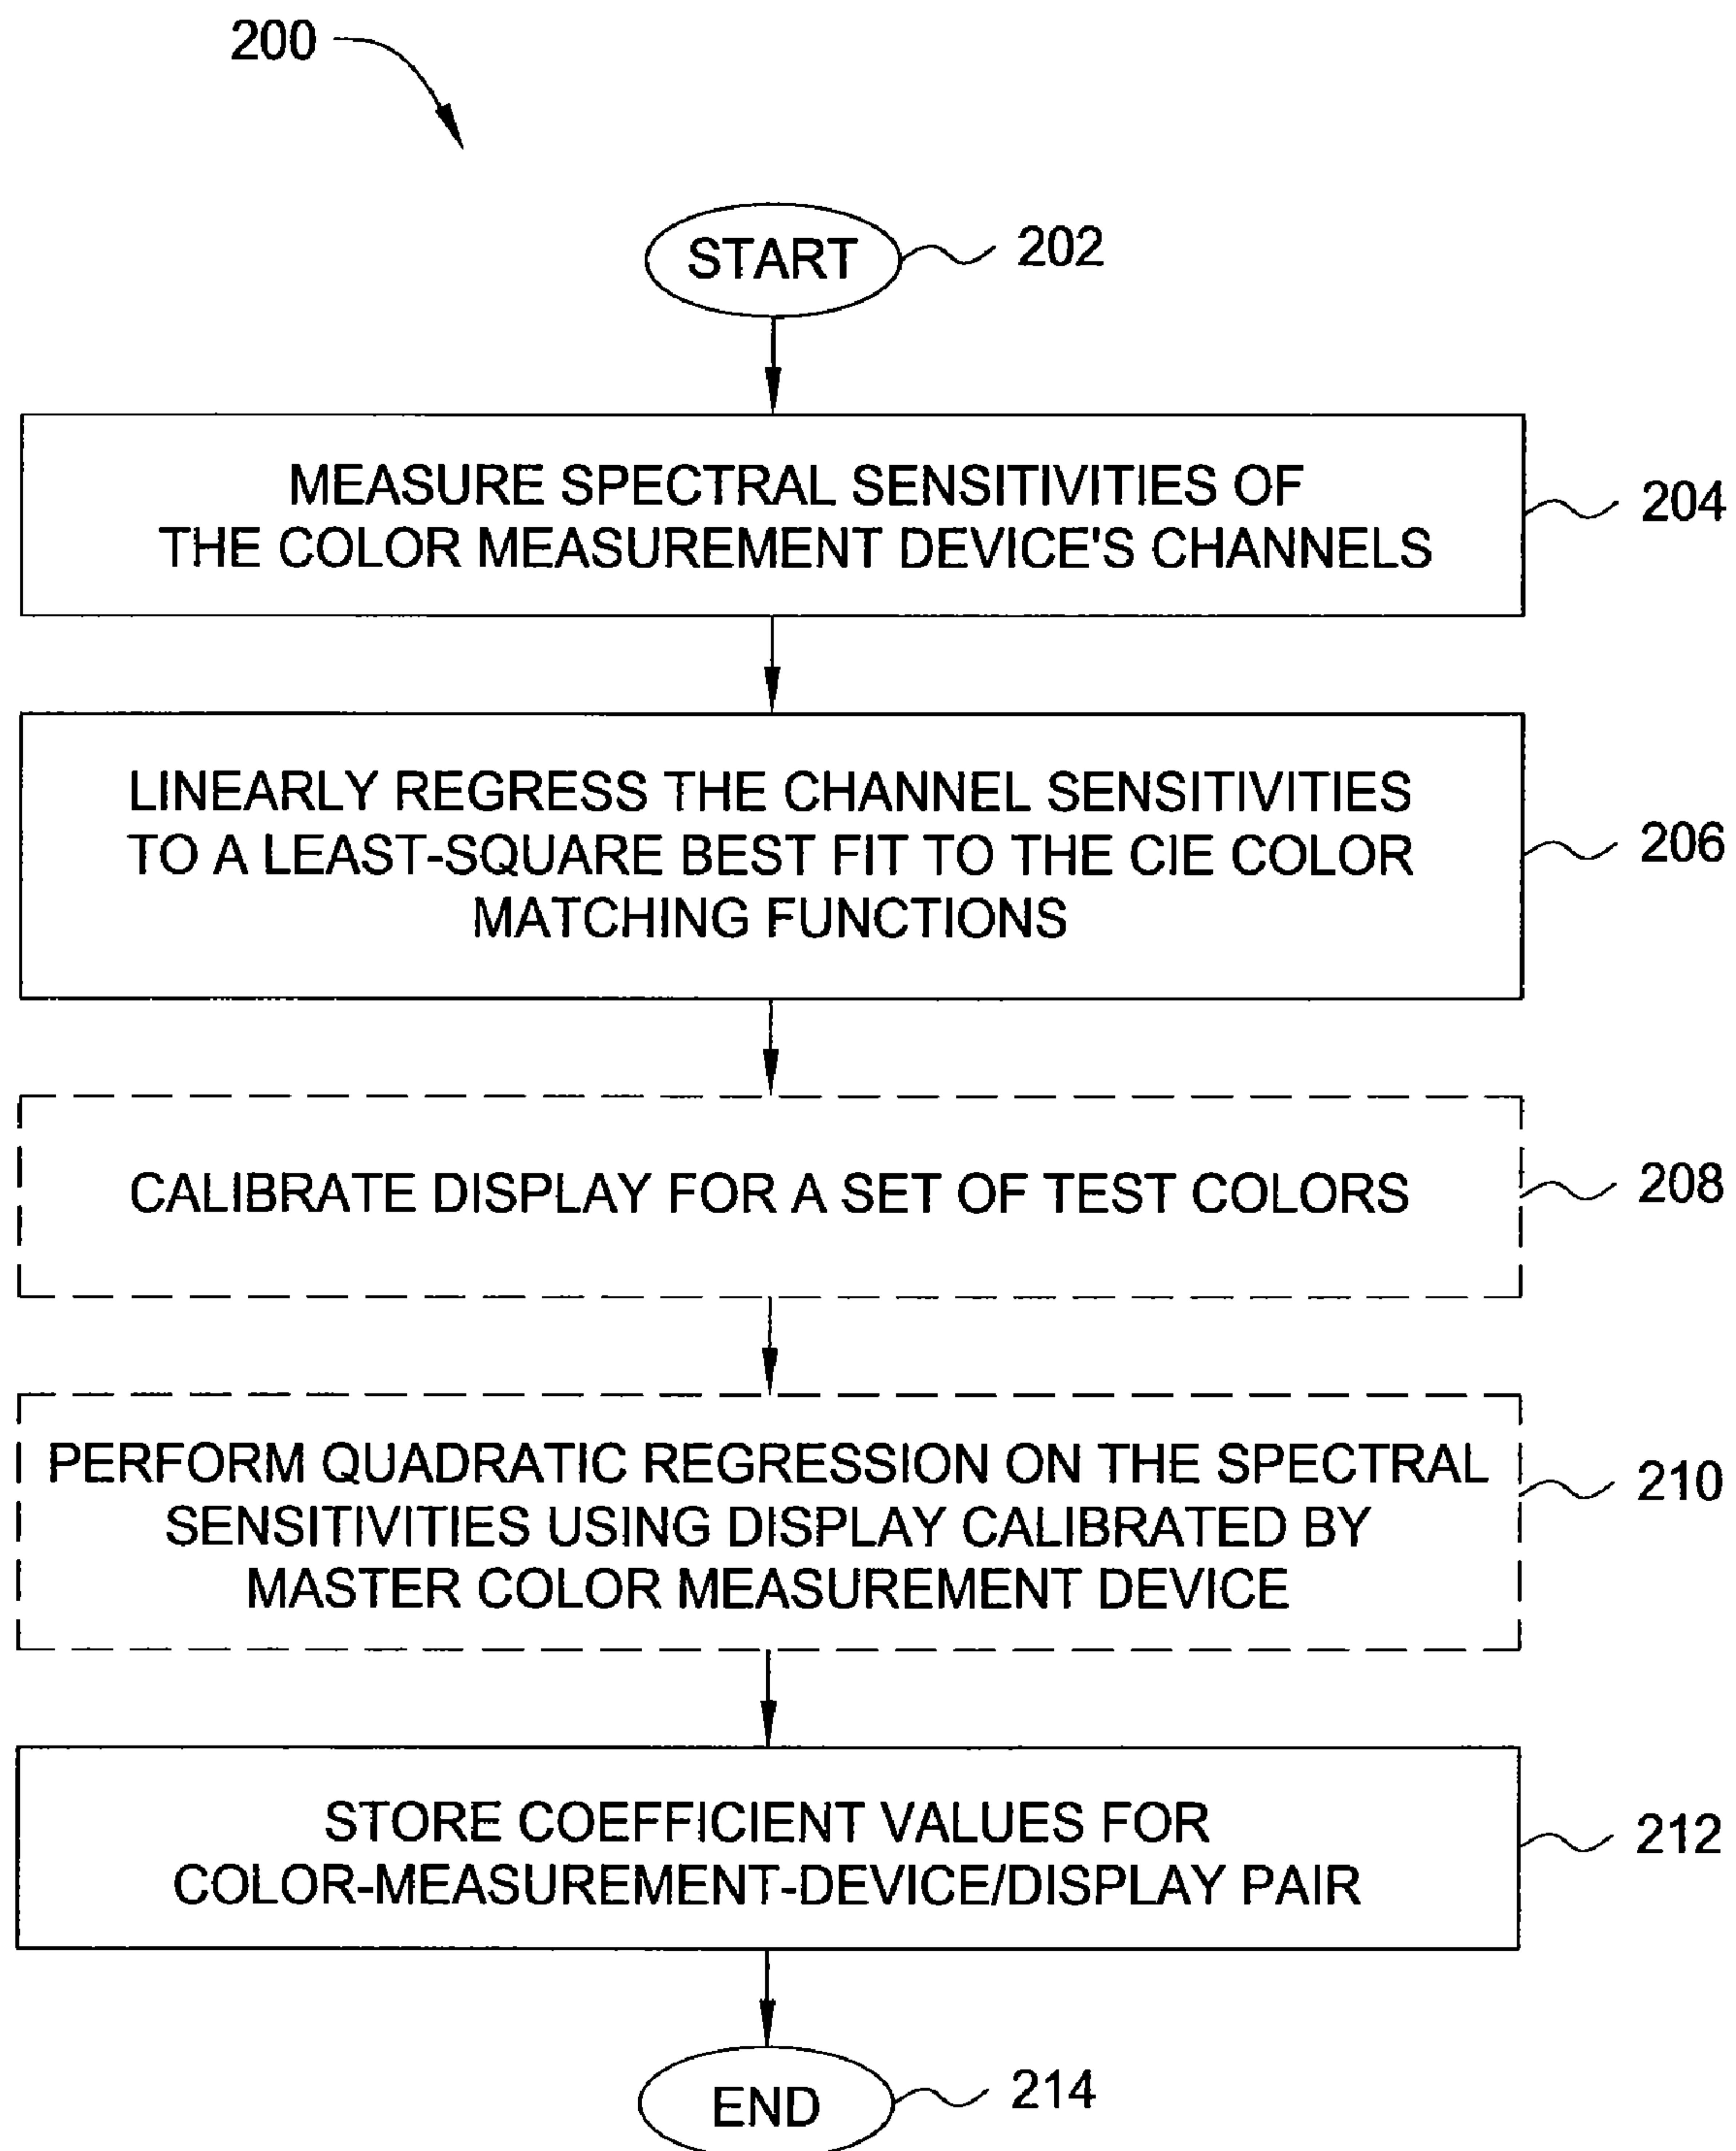 200
START
202
MEASURE SPECTRAL SENSITIVITIES OF
THE COLOR MEASUREMENT DEVICE'S CHANNELS
204
LINEARLY REGRESS THE CHANNEL SENSITIVITIES
TO A LEAST-SQUARE BEST FIT TO THE CIE COLOR
MATCHING FUNCTIONS
206
CALIBRATE DISPLAY FOR A SET OF TEST COLORS
208
PERFORM QUADRATIC REGRESSION ON THE SPECTRAL
SENSITIVITIES USING DISPLAY CALIBRATED BY
MASTER COLOR MEASUREMENT DEVICE
210
STORE COEFFICIENT VALUES FOR
COLOR-MEASUREMENT-DEVICE/DISPLAY PAIR
212
END
214